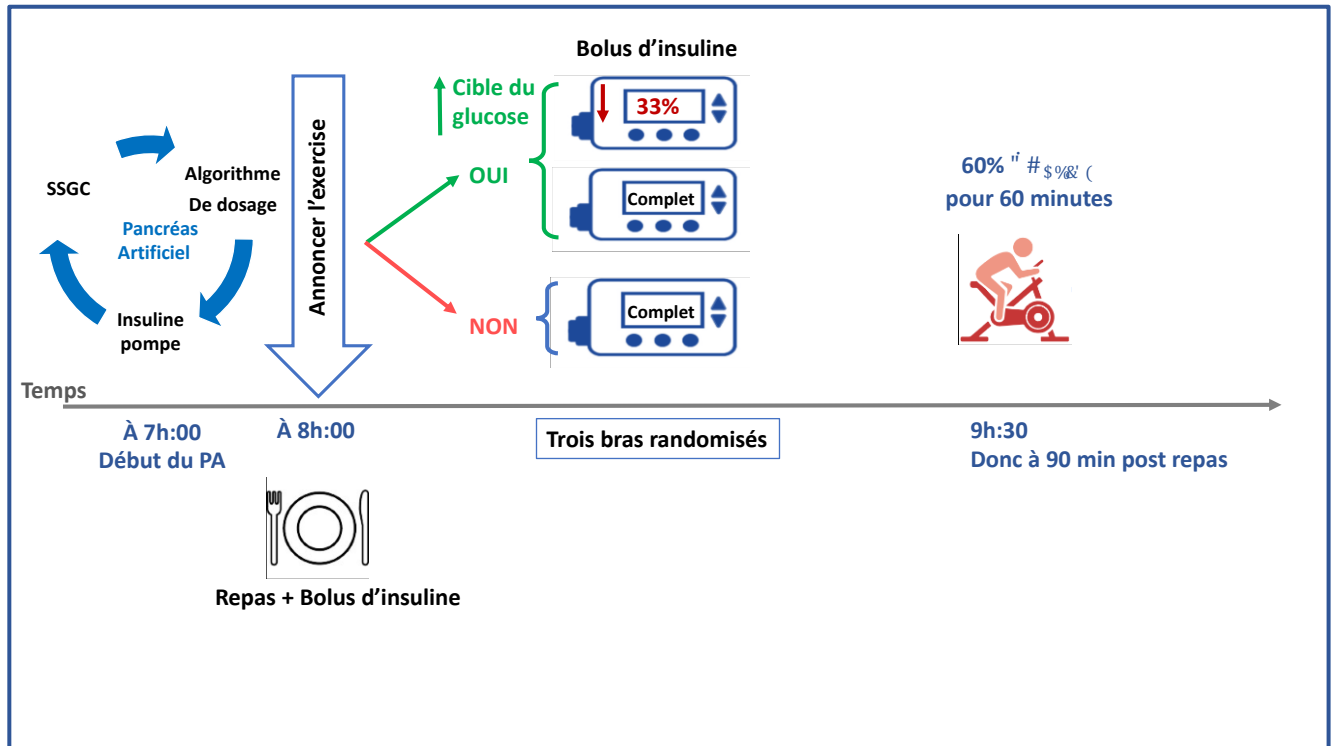 Bolus d’insuline
Cible du
glucose
33%
OUI
Complet
NON
Complet
SSGC
Algorithme
De dosage
Pancréas
Artificiel
Insuline
pompe
Annoncer l’exercise
60%
pour 60 minutes
Temps
À 7h:00
Début du PA
À 8h:00
Trois bras randomisés
9h:30
Donc à 90 min post repas
Repas + Bolus d’insuline